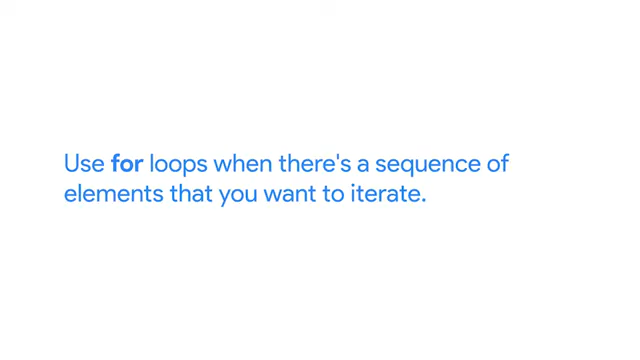 Use for loops when there's a sequence of
elements that you want to iterate.